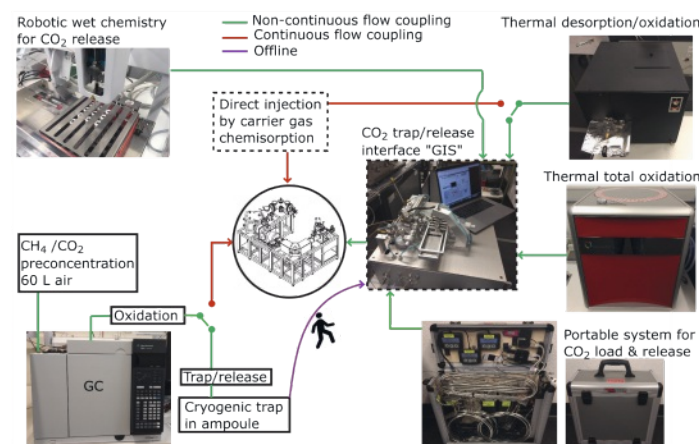 Robotic wet chemistry
for CO₂ release
Non-continuous flow coupling
Continuous flow coupling
Offline
Thermal desorption/oxidation
Direct injection
by carrier gas
chemisorption
CO₂ trap/release
interface "GIS"
Thermal total oxidation
CH₄ /CO₂
preconcentration
60 L air
Oxidation
GC
Trap/release
Cryogenic trap
in ampoule
Portable system for
CO₂ load & release